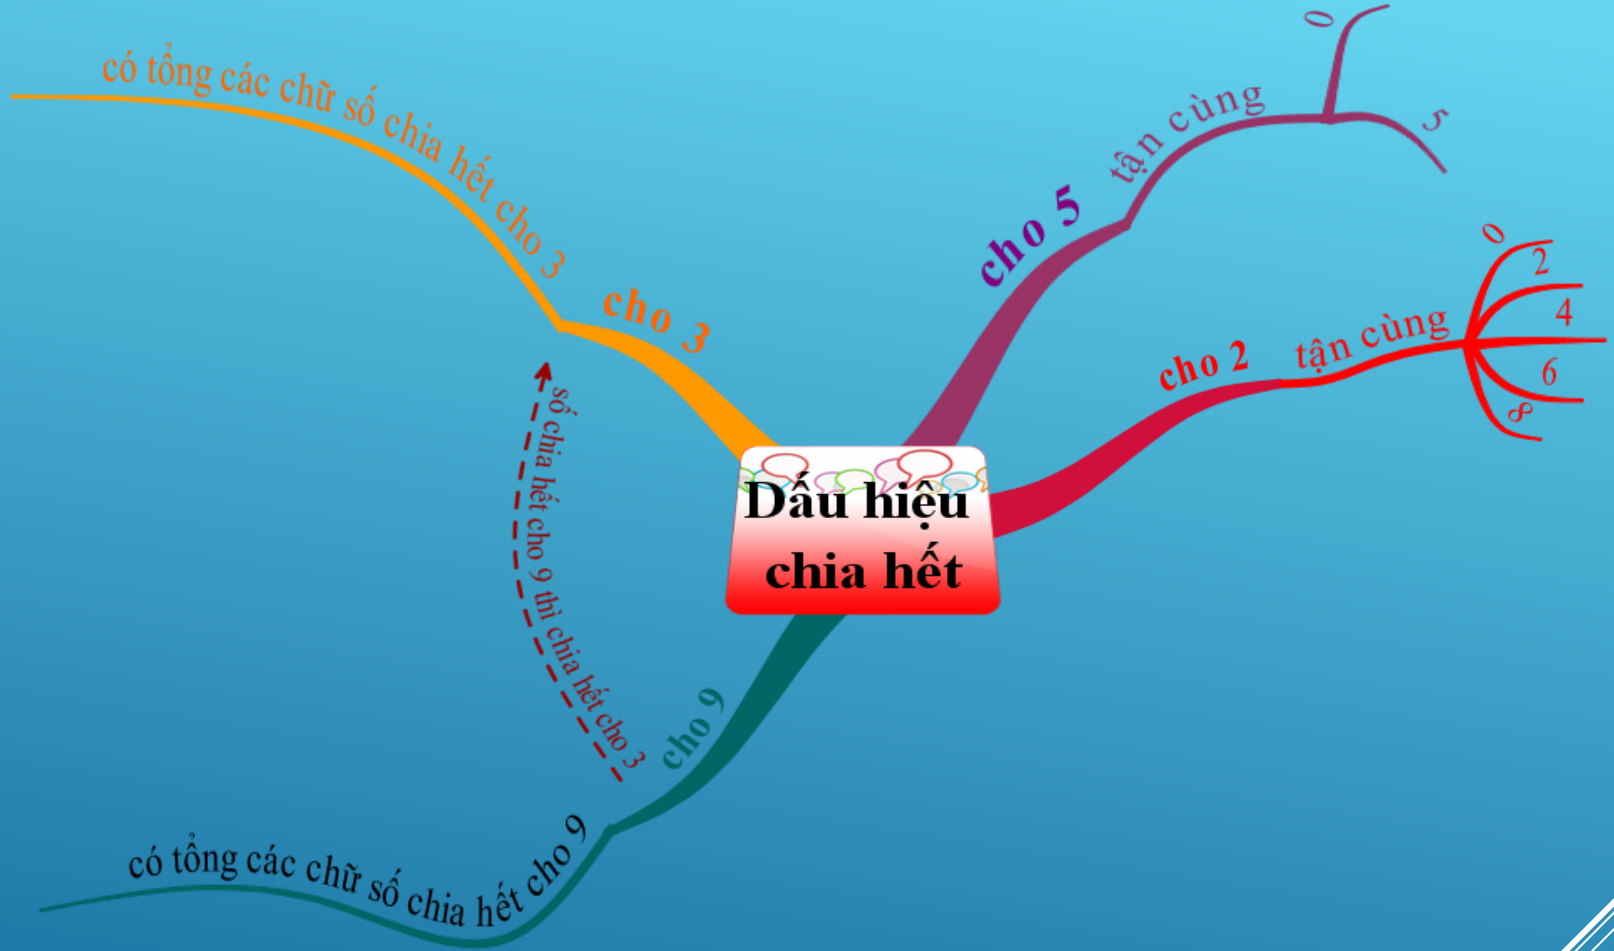 Dấu hiệu
chia hết
cho 2
tận cùng
0
2
4
6
8
cho 5
tận cùng
0
5
cho 3
có tổng các chữ số chia hết cho 3
cho 9
có tổng các chữ số chia hết cho 9
số chia hết cho 9 thì chia hết cho 3